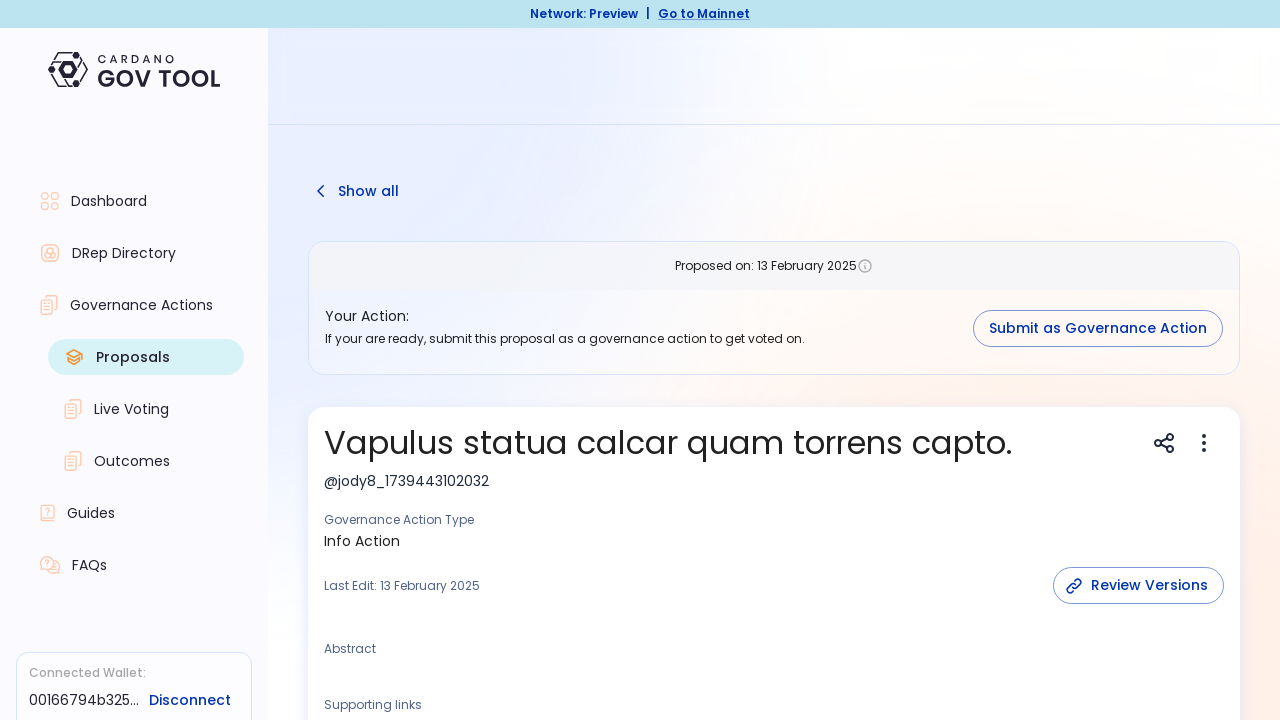 Network: Preview | Go to Mainnet
CARDANO
GOV TOOL
Dashboard
DRep Directory
Governance Actions
Proposals
Live Voting
Outcomes
Guides
FAQs
Connected Wallet:
00166794b325... Disconnect
Show all
Proposed on: 13 February 2025
Your Action:
If your are ready, submit this proposal as a governance action to get voted on.
Submit as Governance Action
Vapulus statua calcar quam torrens capto.
@jody8_1739443102032
Governance Action Type
Info Action
Last Edit: 13 February 2025
Review Versions
Abstract
Supporting links